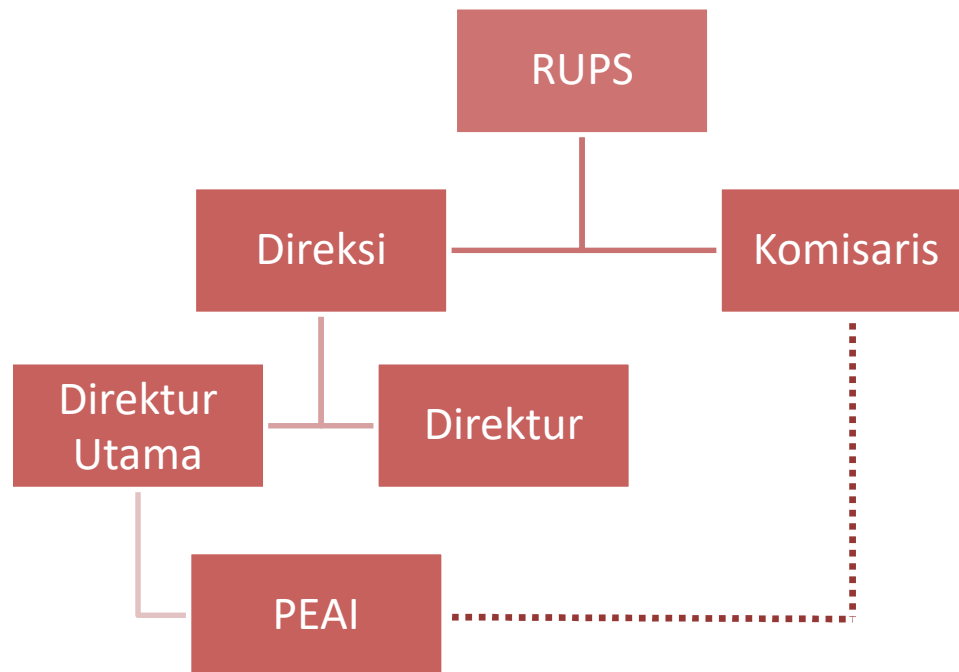 RUPS
Direksi
Komisaris
Direktur
Utama
Direktur
PEAI